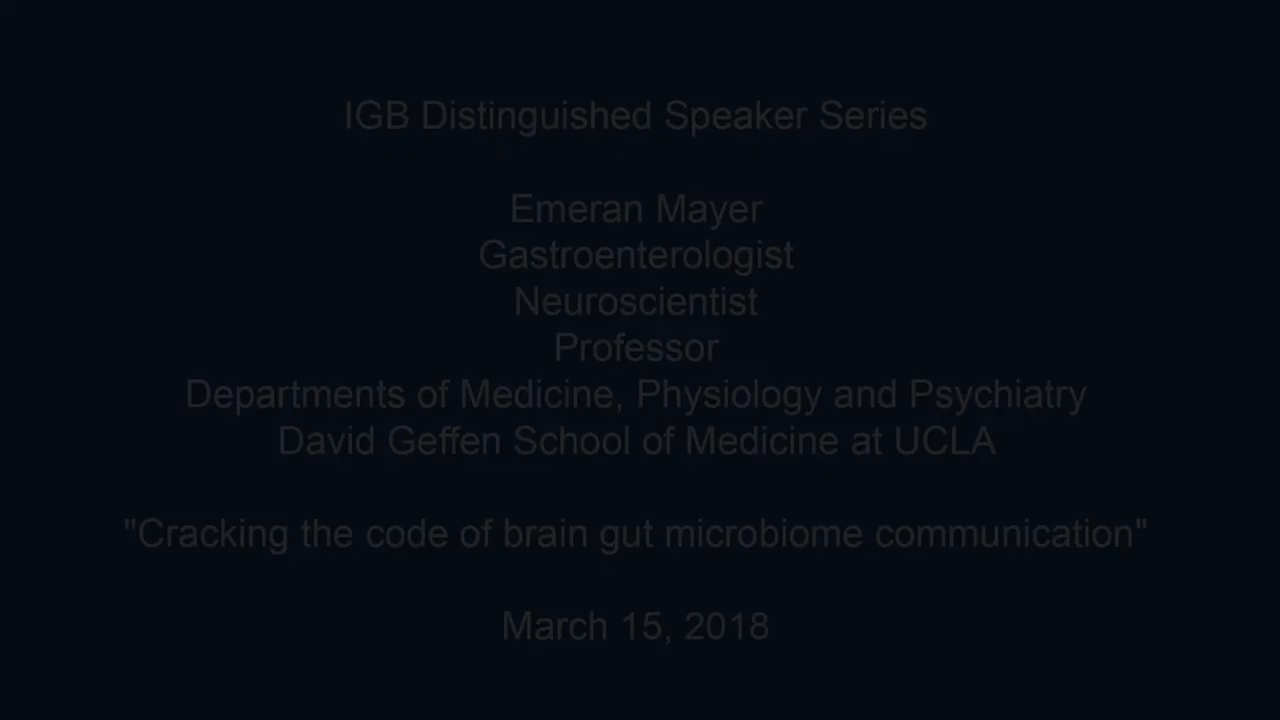 IGB Distinguished Speaker Series
Emeran Mayer
Gastroenterologist
Neuroscientist
Professor
Departments of Medicine, Physiology and Psychiatry
David Geffen School of Medicine at UCLA
"Cracking the code of brain gut microbiome communication"
March 15, 2018